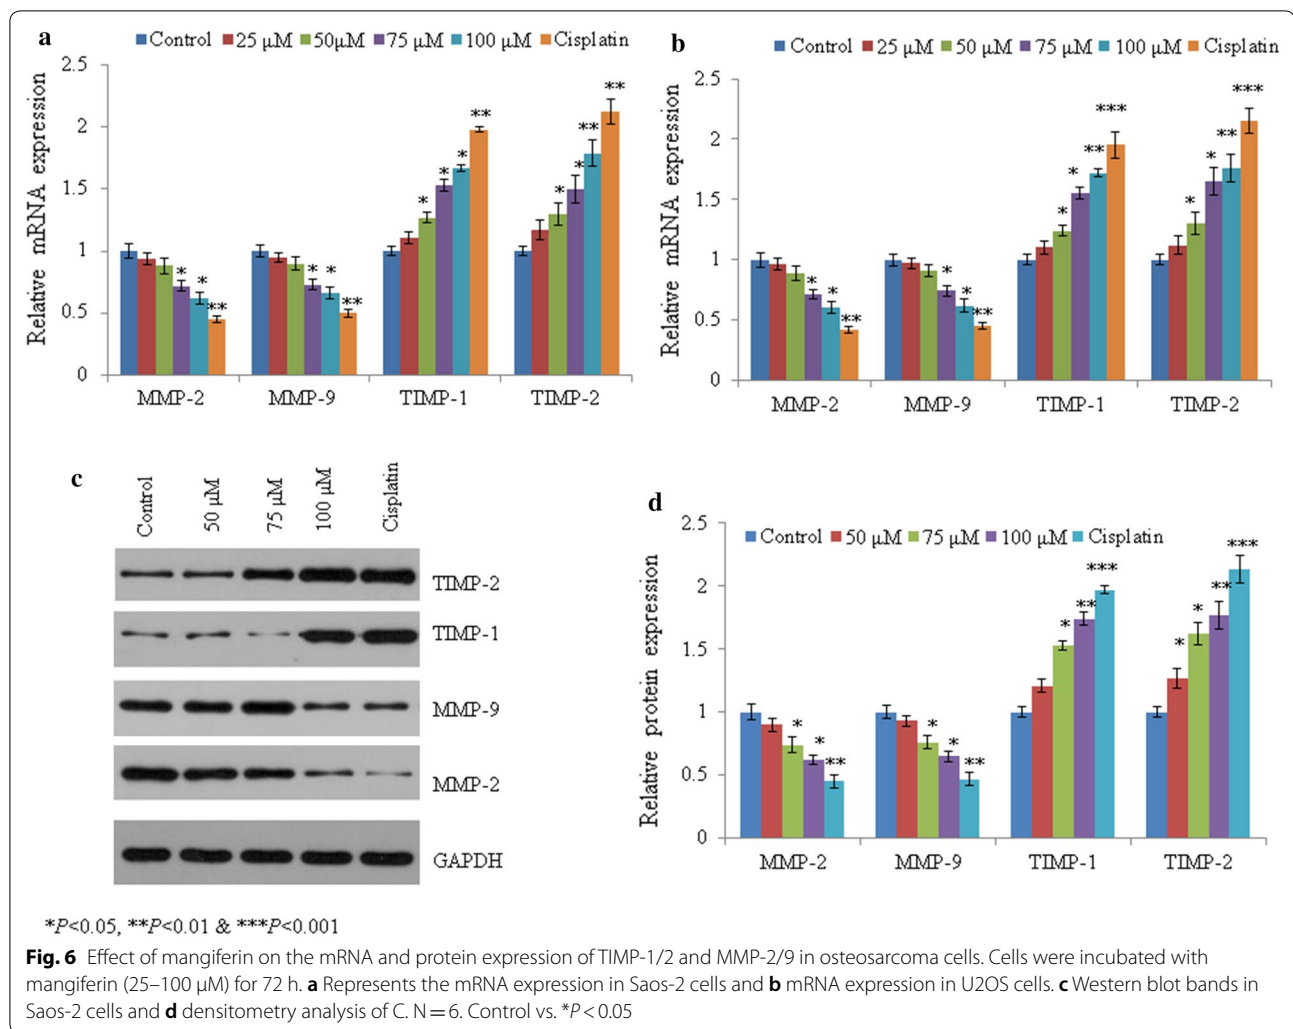 a
Control 25 μM 50μM 75 μM 100 μM Cisplatin
Relative mRNA expression
2.5
2
1.5
1
0.5
0
* * **
* * **
* * * **
* * ** **
MMP-2 MMP-9 TIMP-1 TIMP-2
b
Control 25 μM 50 μM 75 μM 100 μM Cisplatin
Relative mRNA expression
2.5
2
1.5
1
0.5
0
* * **
* * **
* * ** ***
* * ** ***
MMP-2 MMP-9 TIMP-1 TIMP-2
c
Control 50 μM 75 μM 100 μM Cisplatin
TIMP-2
TIMP-1
MMP-9
MMP-2
GAPDH
d
Control 50 μM 75 μM 100 μM Cisplatin
Relative protein expression
2.5
2
1.5
1
0.5
0
* * **
* * **
* ** ***
* * ** ***
MMP-2 MMP-9 TIMP-1 TIMP-2
*P<0.05, **P<0.01 & ***P<0.001
Fig. 6 Effect of mangiferin on the mRNA and protein expression of TIMP-1/2 and MMP-2/9 in osteosarcoma cells. Cells were incubated with
mangiferin (25–100 μM) for 72 h. a Represents the mRNA expression in Saos-2 cells and b mRNA expression in U2OS cells. c Western blot bands in
Saos-2 cells and d densitometry analysis of C. N = 6. Control vs. *P < 0.05